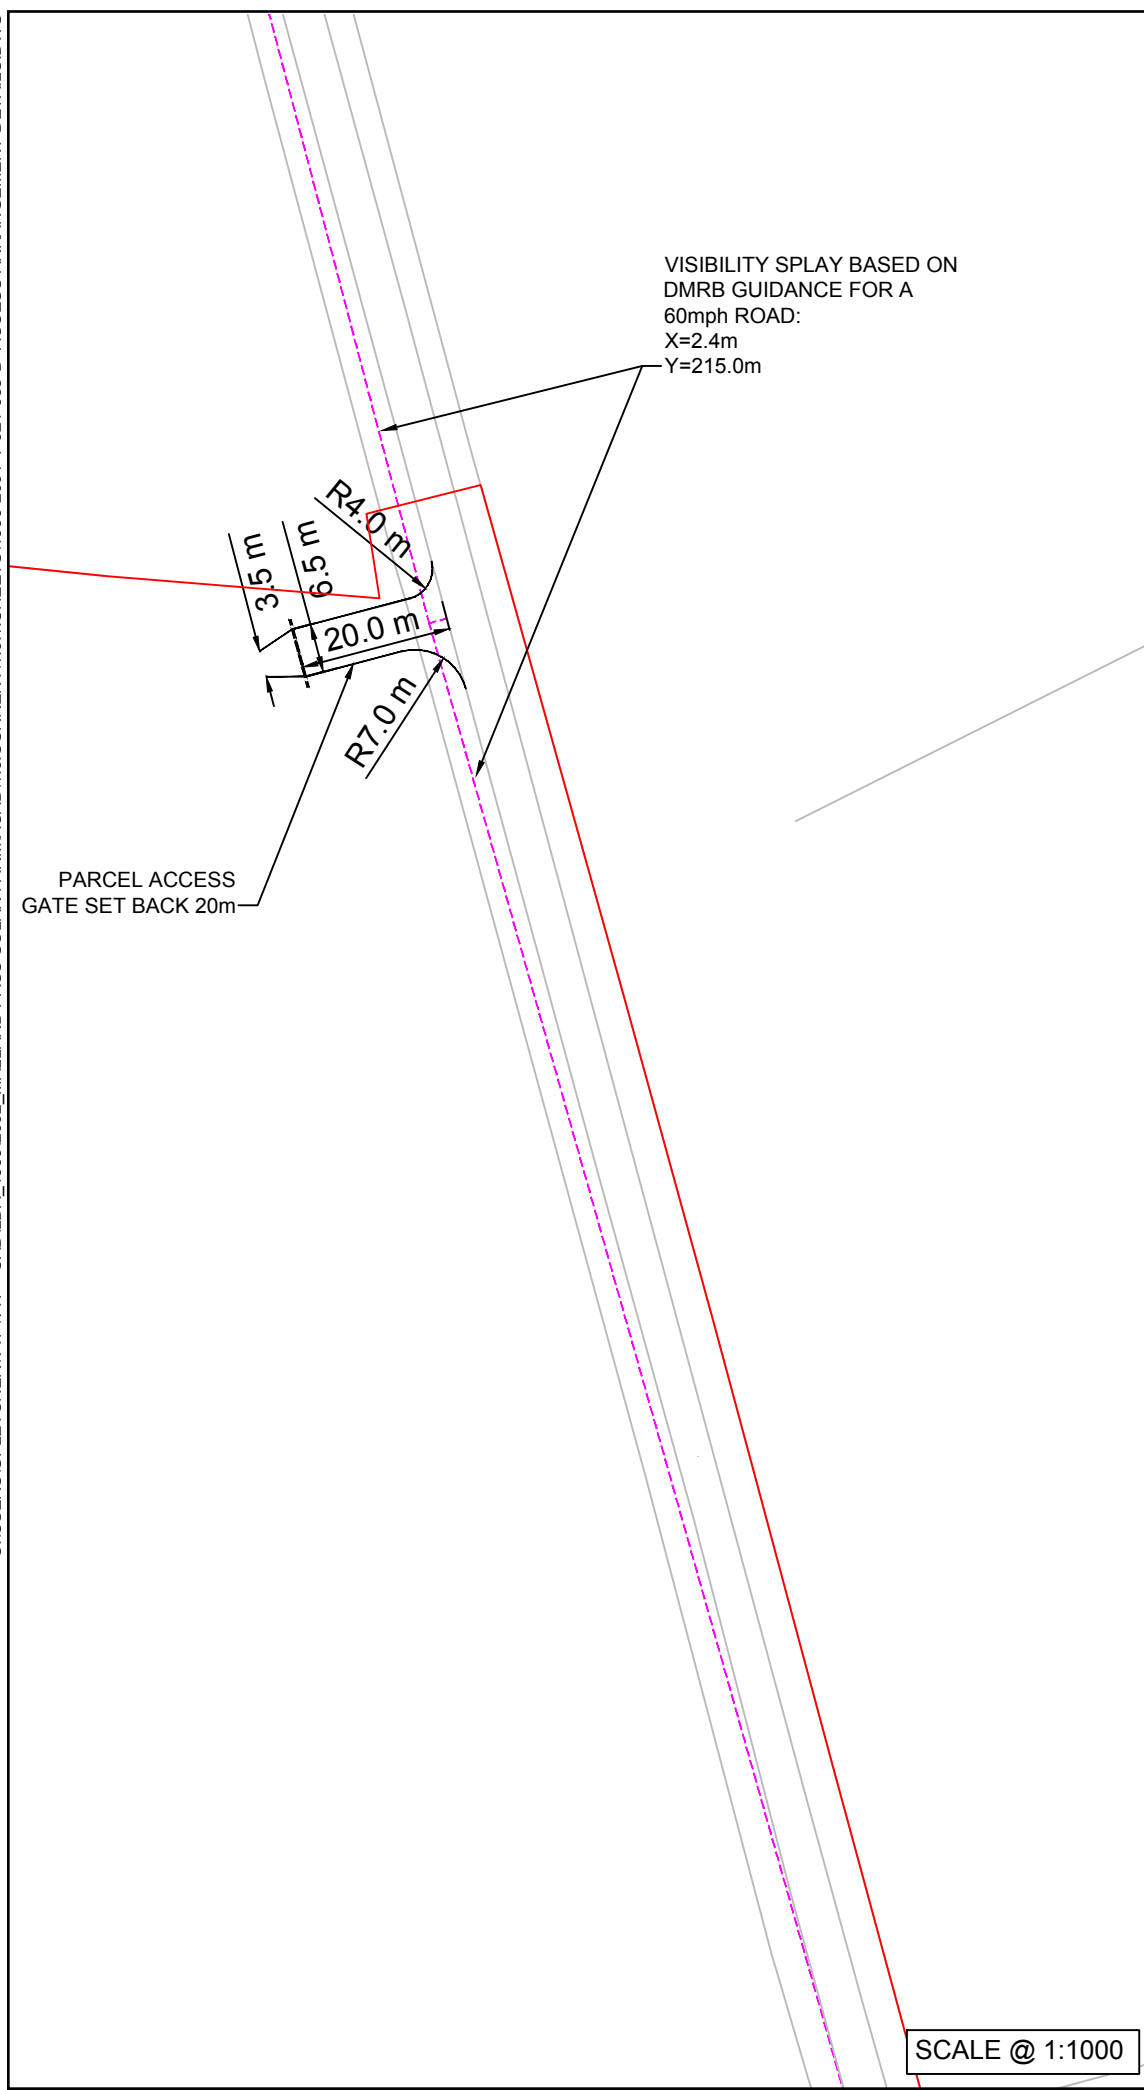 VISIBILITY SPLAY BASED ON
DMRB GUIDANCE FOR A
60mph ROAD:
X=2.4m
Y=215.0m
R4.0 m
3.5 m
6.5 m
20.0 m
R7.0 m
PARCEL ACCESS
GATE SET BACK 20m
SCALE @ 1:1000